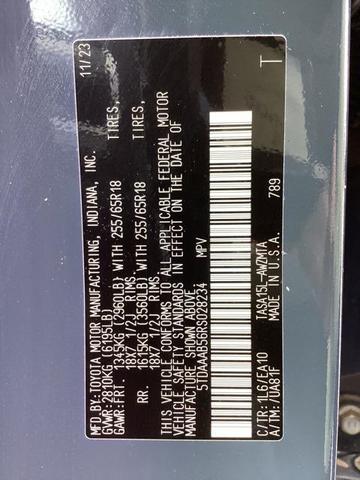 MFD. BY:TOYOTA MOTOR MANUFACTURING, INDIANA, INC. 11/23
GVWR:2810KG (6195LB)
GAWR:FRT. 1345KG (2960LB) WITH 255/65R18 TIRES,
18X7 1/2J RIMS
RR. 1615KG (3560LB) WITH 255/65R18 TIRES,
18X7 1/2J RIMS
THIS VEHICLE CONFORMS TO ALL APPLICABLE FEDERAL MOTOR
VEHICLE SAFETY STANDARDS IN EFFECT ON THE DATE OF
MANUFACTURE SHOWN ABOVE.
5TDAAAB56RS028234 MPV
789
C/TR: 1L6/EA10 TASA15L-AWZMTA T
A/TM: /UA81F MADE IN U.S.A.